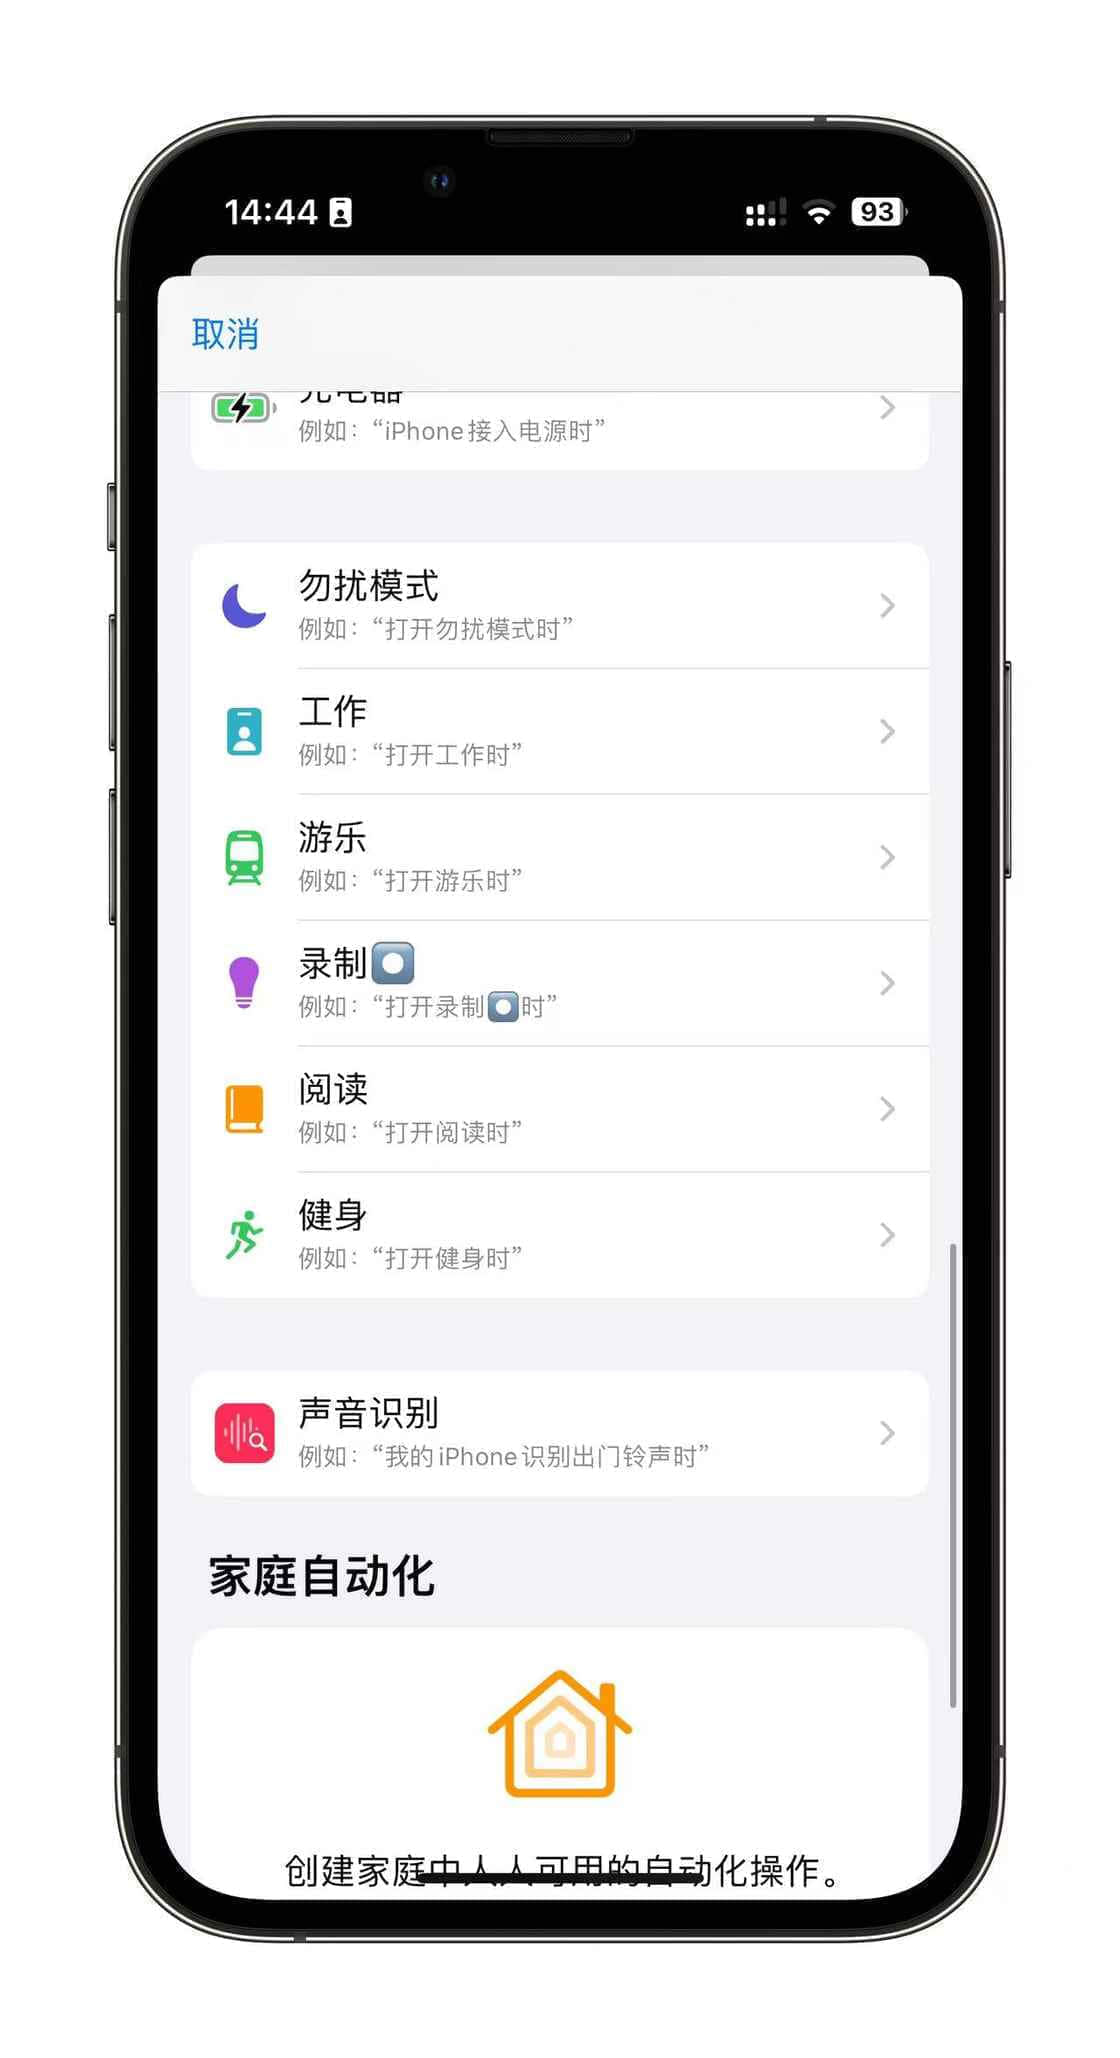 14:44
93
取消
充电器
例如：“iPhone接入电源时”
勿扰模式
例如：“打开勿扰模式时”
工作
例如：“打开工作时”
游乐
例如：“打开游乐时”
录制⏺️
例如：“打开录制⏺️时”
阅读
例如：“打开阅读时”
健身
例如：“打开健身时”
声音识别
例如：“我的iPhone识别出门铃声时”
家庭自动化
创建家庭中人人可用的自动化操作。